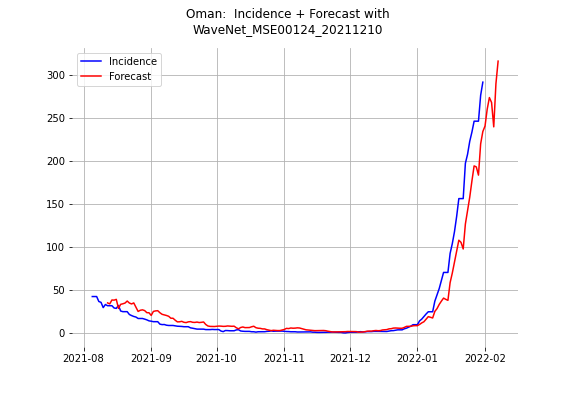 Oman:  Incidence + Forecast with
WaveNet_MSE00124_20211210
Incidence
Forecast
300
250
200
150
100
50
0
2021-08 2021-09 2021-10 2021-11 2021-12 2022-01 2022-02